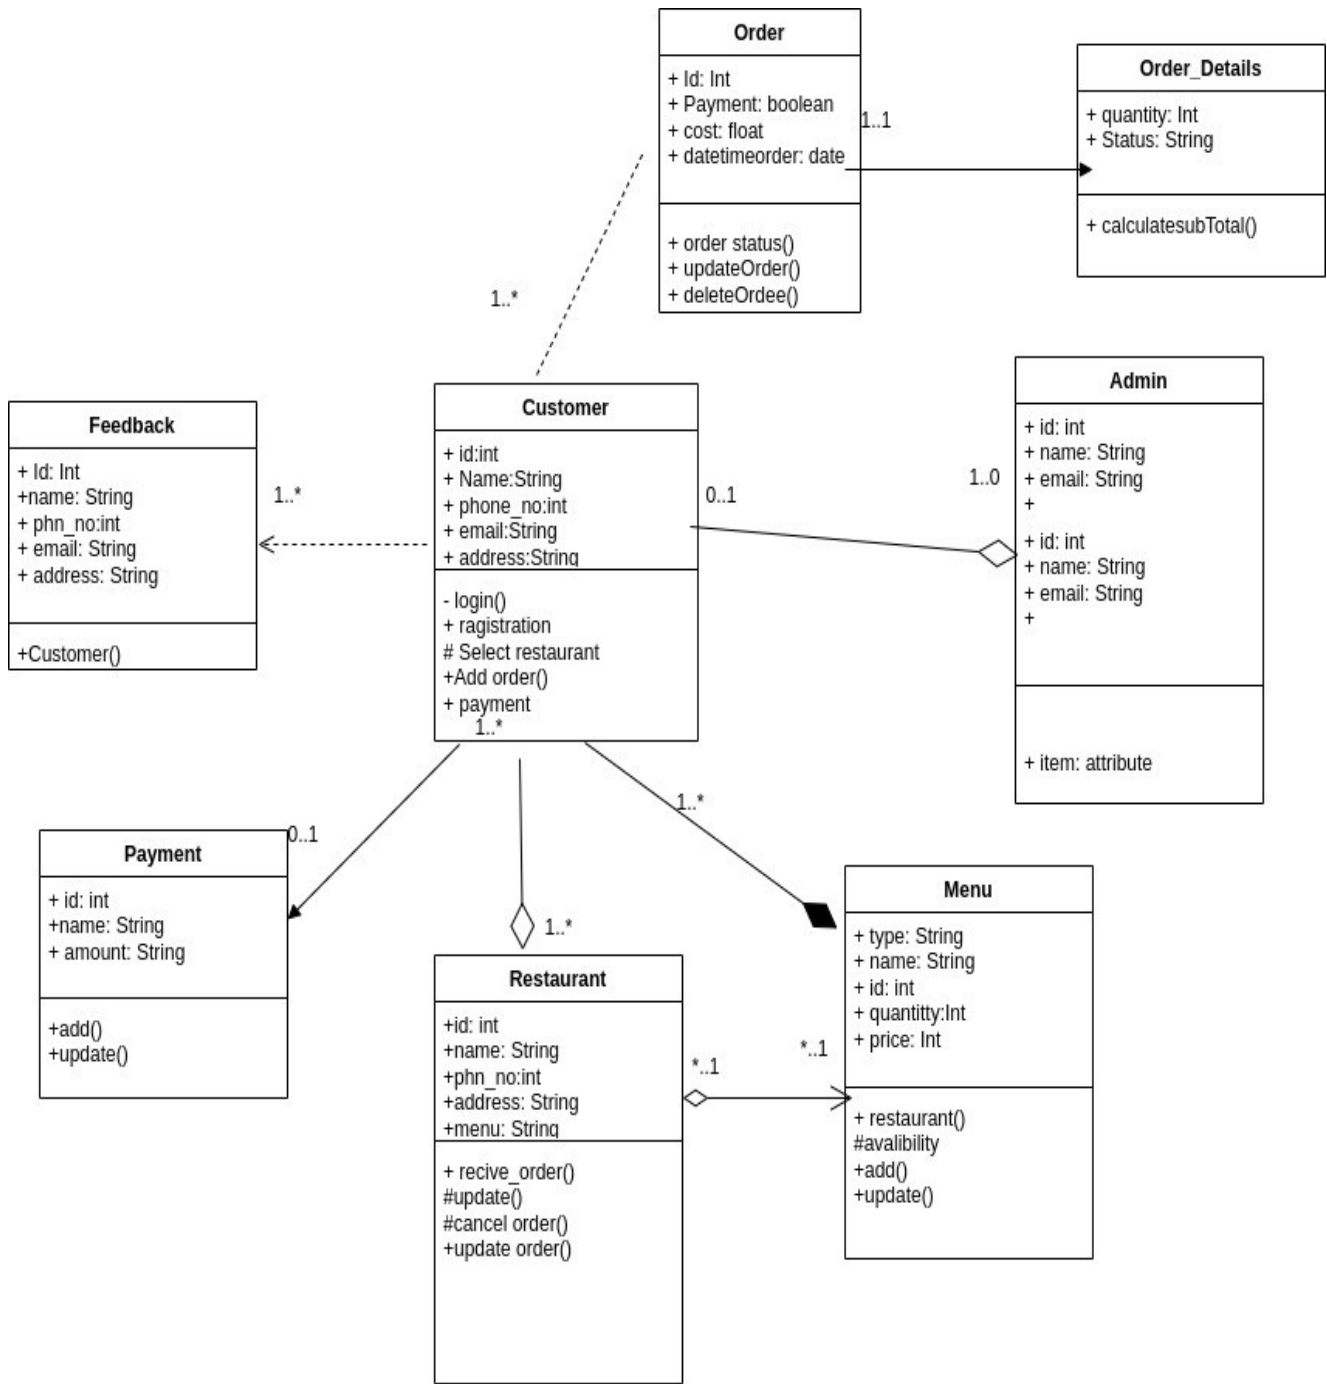 Order
+ Id: Int
+ Payment: boolean
+ cost: float
+ datetimeorder: date
+ order status()
+ updateOrder()
+ deleteOrdee()
1..1
Order_Details
+ quantity: Int
+ Status: String
+ calculatesubTotal()
1..*
Feedback
+ Id: Int
+name: String
+ phn_no:int
+ email: String
+ address: String
+Customer()
1..*
Customer
+ id:int
+ Name:String
+ phone_no:int
+ email:String
+ address:String
- login()
+ ragistration
# Select restaurant
+Add order()
+ payment
1..*
0..1
1..0
Admin
+ id: int
+ name: String
+ email: String
+
+ id: int
+ name: String
+ email: String
+
+ item: attribute
0..1
Payment
+ id: int
+name: String
+ amount: String
+add()
+update()
1..*
1..*
Restaurant
+id: int
+name: String
+phn_no:int
+address: String
+menu: String
+ recive_order()
#update()
#cancel order()
+update order()
*..1
*..1
Menu
+ type: String
+ name: String
+ id: int
+ quantitty:Int
+ price: Int
+ restaurant()
#avalibility
+add()
+update()